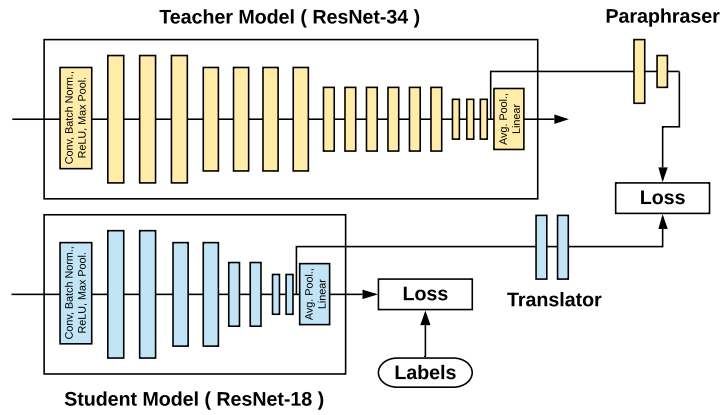 Teacher Model ( ResNet-34 )
Paraphraser
Conv, Batch Norm.,
ReLU, Max Pool.
Avg. Pool.,
Linear
Loss
Conv, Batch Norm.,
ReLU, Max Pool.
Avg. Pool.,
Linear
Loss
Translator
Labels
Student Model ( ResNet-18 )